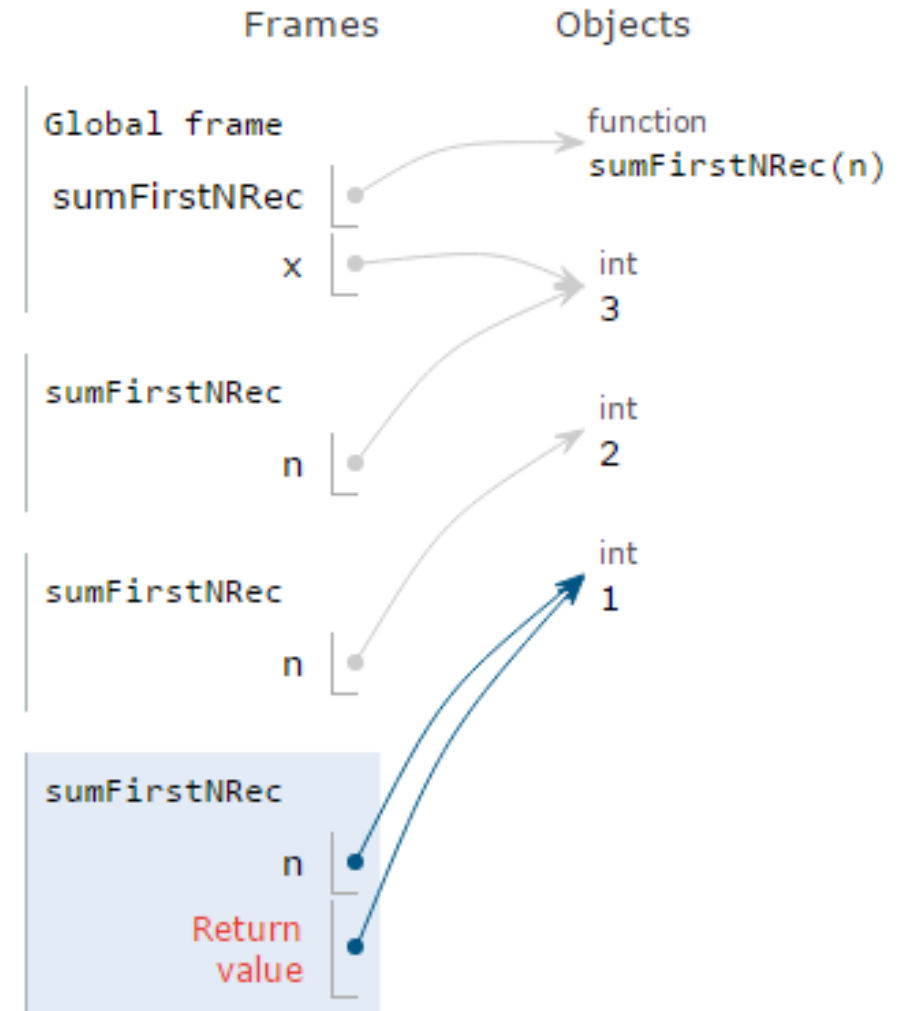 Frames Objects
Global frame
function
sumFirstNRec(n)
sumFirstNRec
x
int
3
sumFirstNRec
n
int
2
sumFirstNRec
n
int
1
sumFirstNRec
n
Return
value